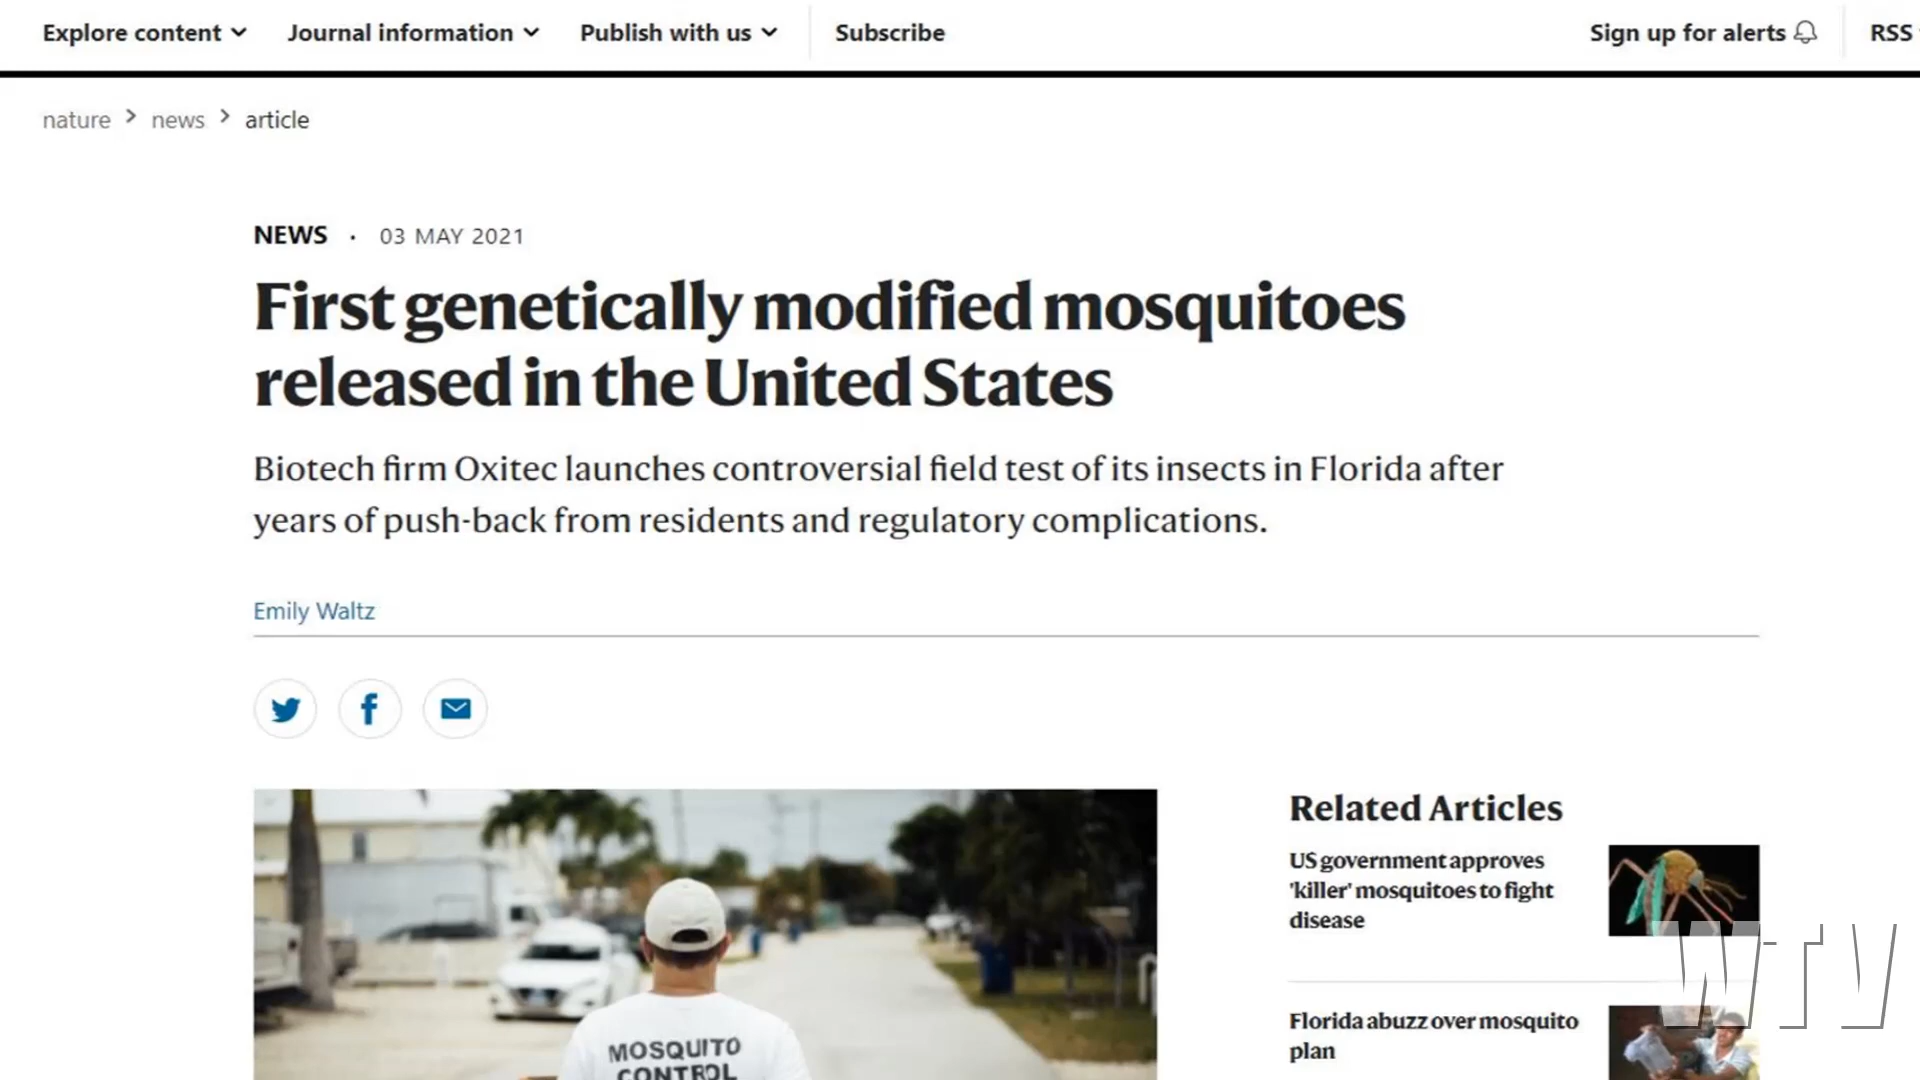 Explore content
Journal information
Publish with us
Subscribe
Sign up for alerts
RSS
nature > news > article
NEWS · 03 MAY 2021
First genetically modified mosquitoes
released in the United States
Biotech firm Oxitec launches controversial field test of its insects in Florida after
years of push-back from residents and regulatory complications.
Emily Waltz
MOSQUITO
CONTROL
Related Articles
US government approves
'killer' mosquitoes to fight
disease
Florida abuzz over mosquito
plan
WTV